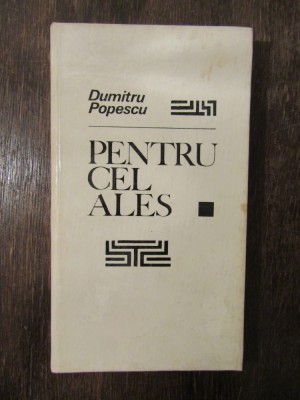 Dumitru
Popescu
PENTRU
CEL
ALES